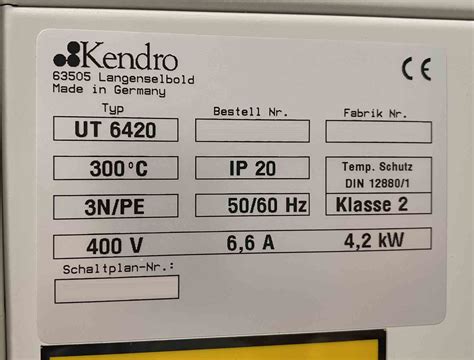 Kendro
63505 Langenselbold
Made in Germany
CE
Typ Bestell Nr. Fabrik Nr.
UT 6420
300°C IP 20 Temp. Schutz
DIN 12880/1
3N/PE 50/60 Hz Klasse 2
400 V 6,6 A 4,2 kW
Schaltplan-Nr.: